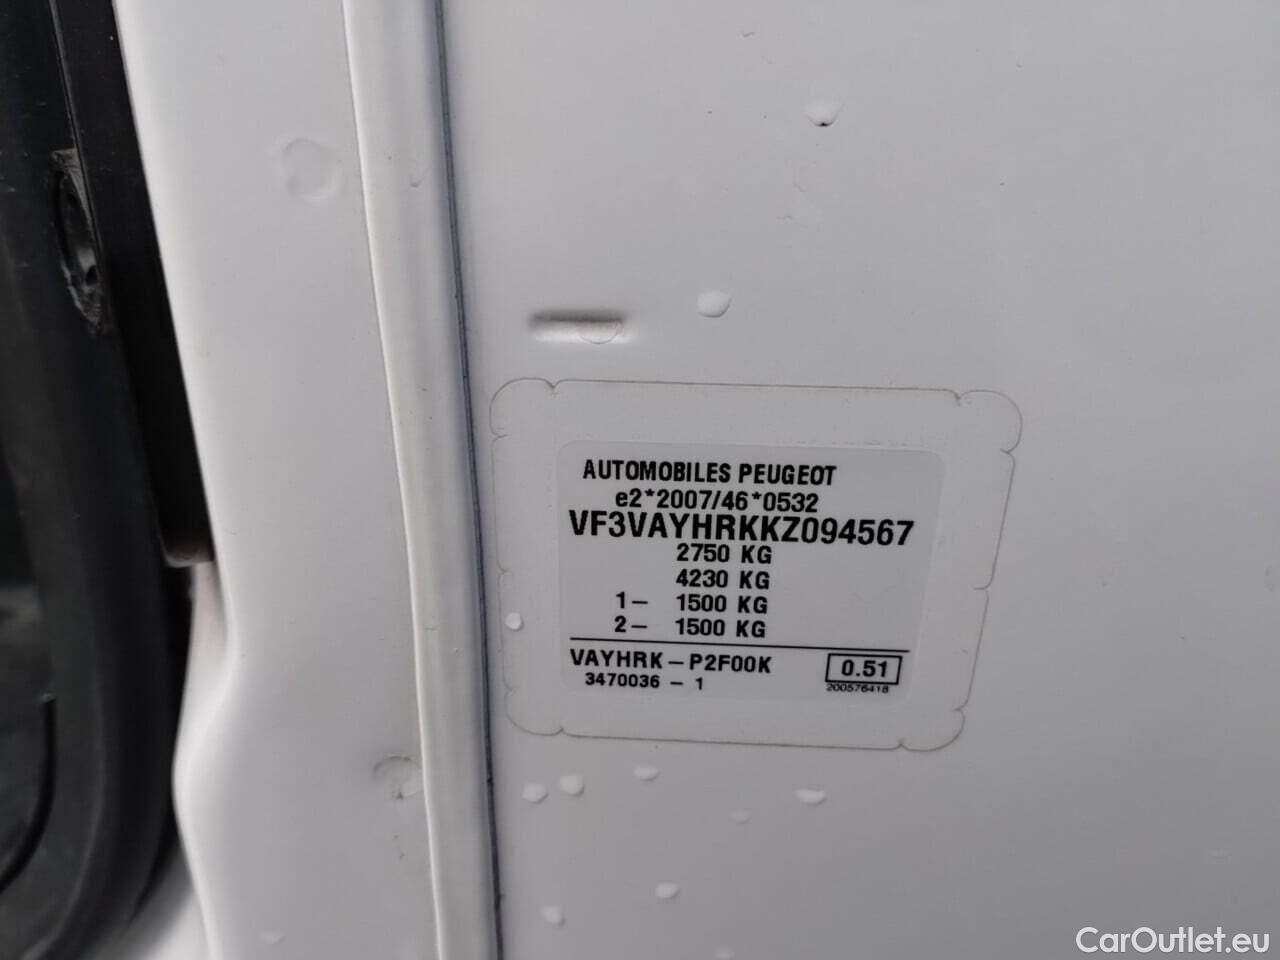 AUTOMOBILES PEUGEOT
e2*2007/46*0532
VF3VAYHRKKZ094567
2750 KG
4230 KG
1- 1500 KG
2- 1500 KG
VAYHRK-P2F00K 0.51
3470036 - 1 200576418
CarOutlet.eu